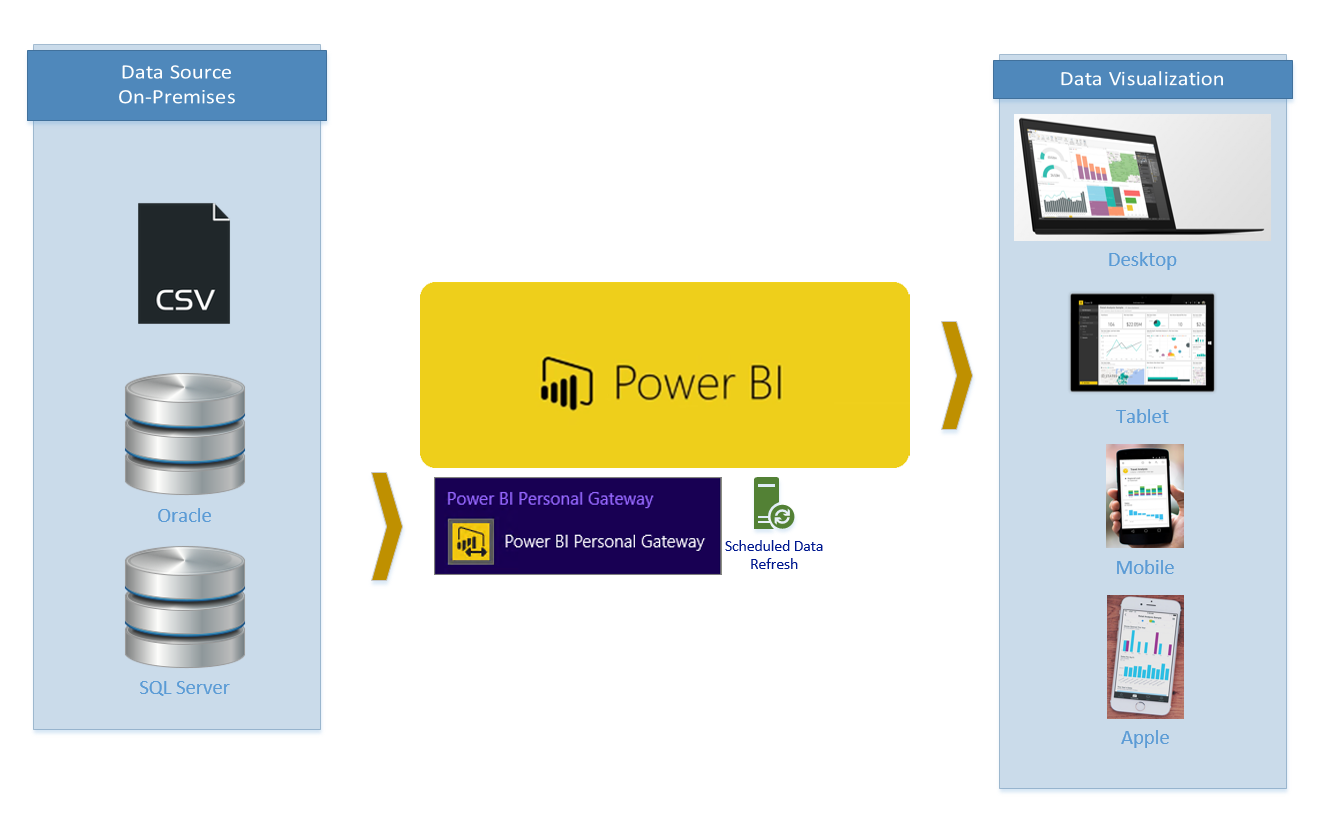 Data Source
On-Premises
CSV
Oracle
SQL Server
Power BI
Power BI Personal Gateway
Power BI Personal Gateway
Scheduled Data
Refresh
Data Visualization
Desktop
Tablet
Mobile
Apple